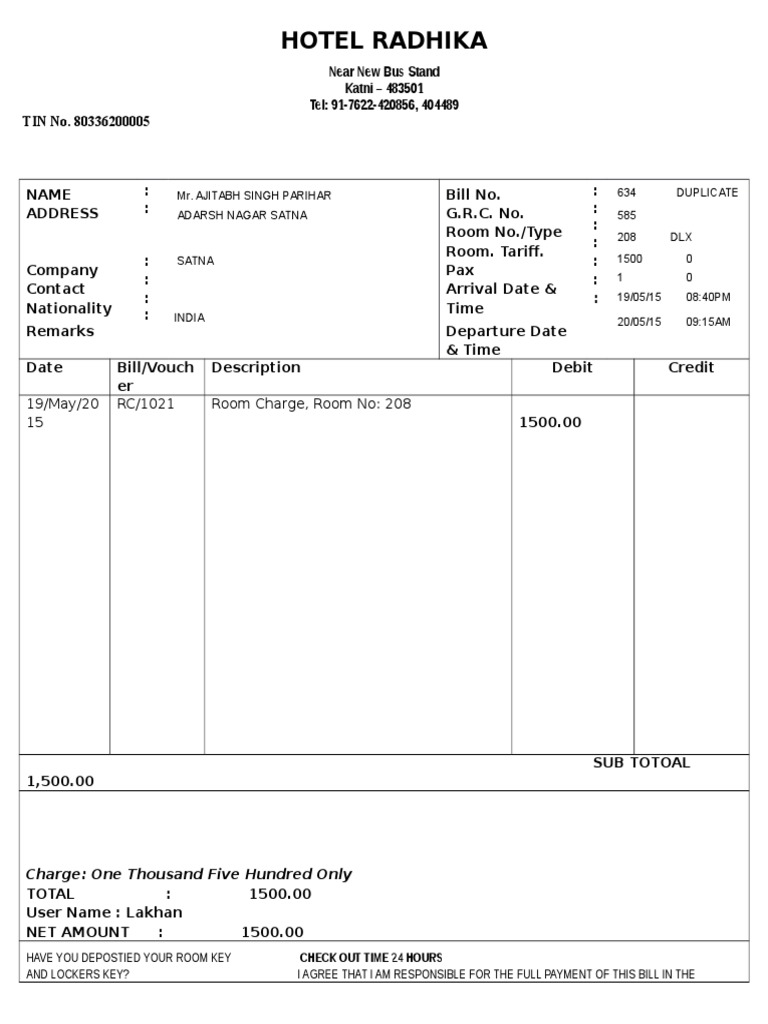 HOTEL RADHIKA
Near New Bus Stand
Katni – 483501
Tel: 91-7622-420856, 404489
TIN No. 80336200005
NAME : Mr. AJITABH SINGH PARIHAR
ADDRESS : ADARSH NAGAR SATNA
Company : SATNA
Contact :
Nationality : INDIA
Remarks :
Bill No. : 634 DUPLICATE
G.R.C. No. : 585
Room No./Type : 208 DLX
Room. Tariff. : 1500 0
Pax : 1 0
Arrival Date & : 19/05/15 08:40PM
Time
Departure Date : 20/05/15 09:15AM
& Time
Date Bill/Vouch Description Debit Credit
er
19/May/20 RC/1021 Room Charge, Room No: 208
15 1500.00
SUB TOTOAL
1,500.00
Charge: One Thousand Five Hundred Only
TOTAL : 1500.00
User Name : Lakhan
NET AMOUNT : 1500.00
HAVE YOU DEPOSTIED YOUR ROOM KEY CHECK OUT TIME 24 HOURS
AND LOCKERS KEY? I AGREE THAT I AM RESPONSIBLE FOR THE FULL PAYMENT OF THIS BILL IN THE